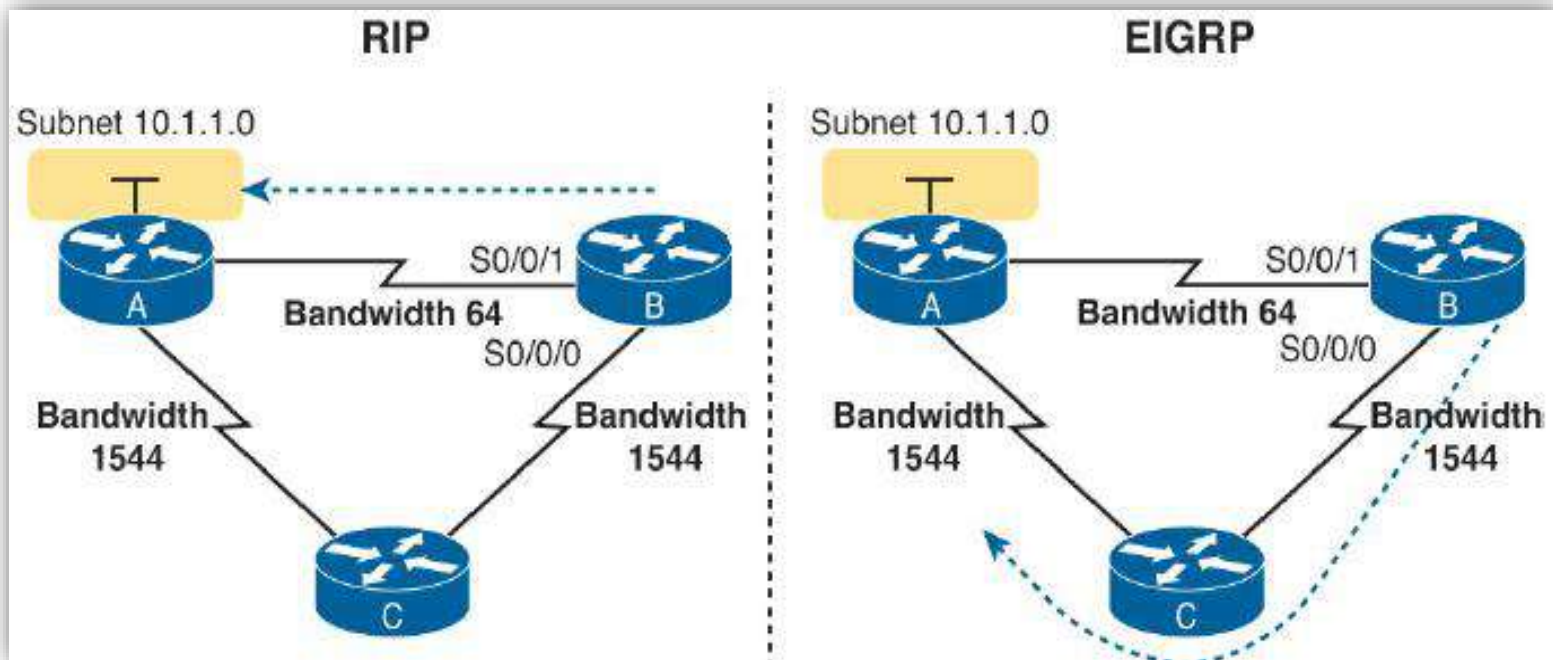 RIP
Subnet 10.1.1.0
A
S0/0/1
B
Bandwidth 64
S0/0/0
Bandwidth
1544
Bandwidth
1544
C
EIGRP
Subnet 10.1.1.0
A
S0/0/1
B
Bandwidth 64
S0/0/0
Bandwidth
1544
Bandwidth
1544
C